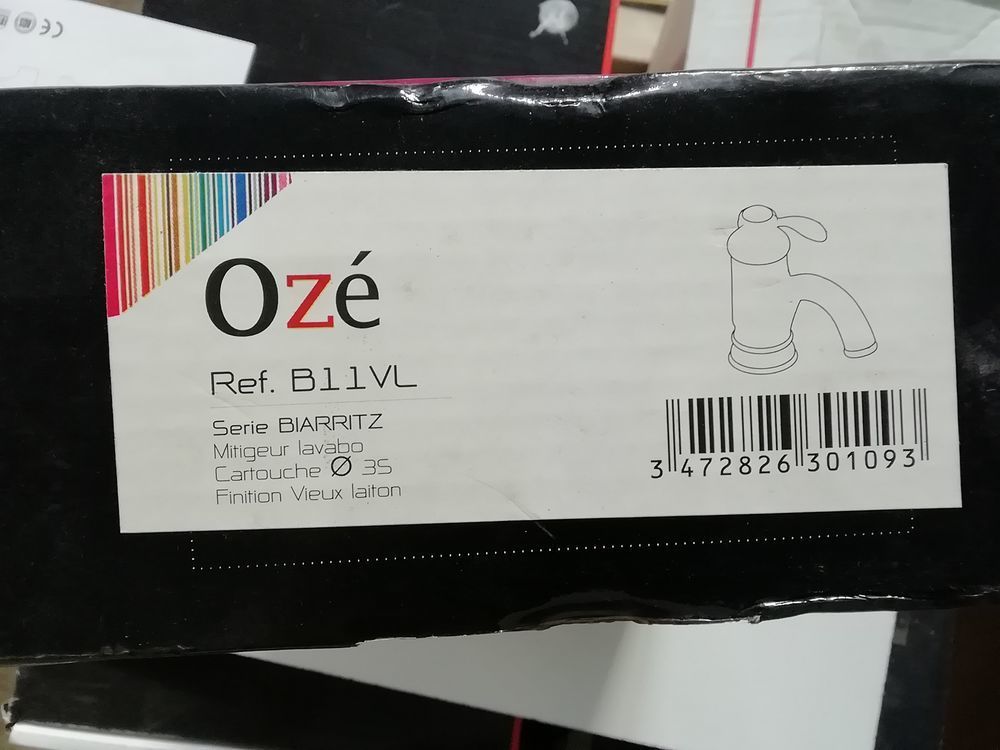 Ozé
Ref. B11VL
Serie BIARRITZ
Mitigeur lavabo
Cartouche Ø 35
Finition Vieux laiton
3 472826 301093